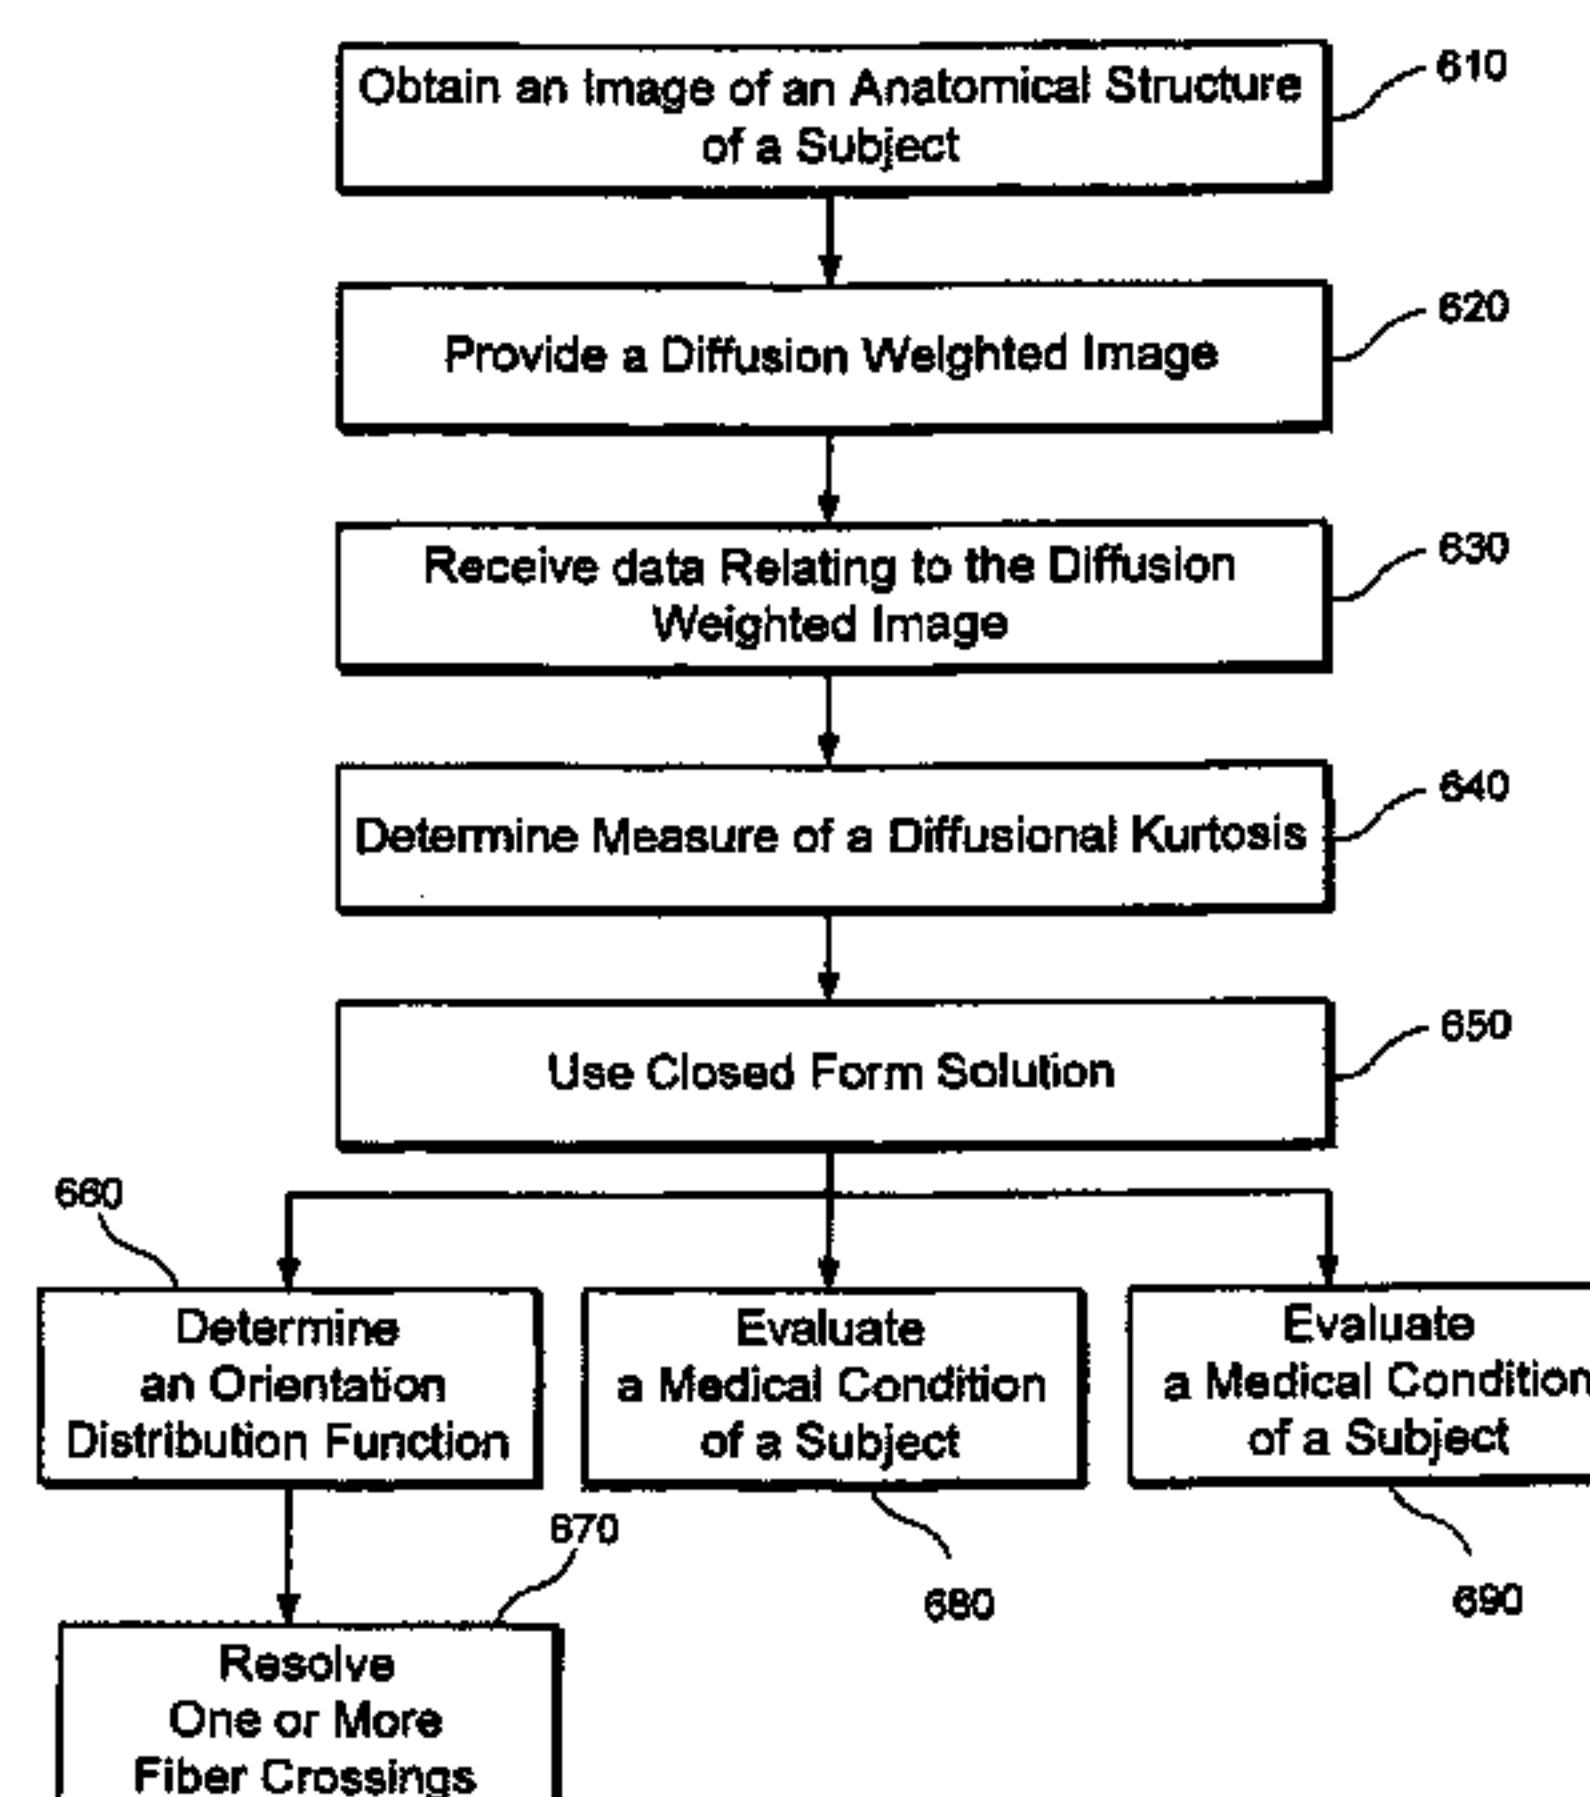 Obtain an Image of an Anatomical Structure
of a Subject
610
Provide a Diffusion Weighted Image
620
Receive data Relating to the Diffusion
Weighted Image
630
Determine Measure of a Diffusional Kurtosis
640
Use Closed Form Solution
650
660
Determine
an Orientation
Distribution Function
Evaluate
a Medical Condition
of a Subject
680
Evaluate
a Medical Condition
of a Subject
690
670
Resolve
One or More
Fiber Crossings